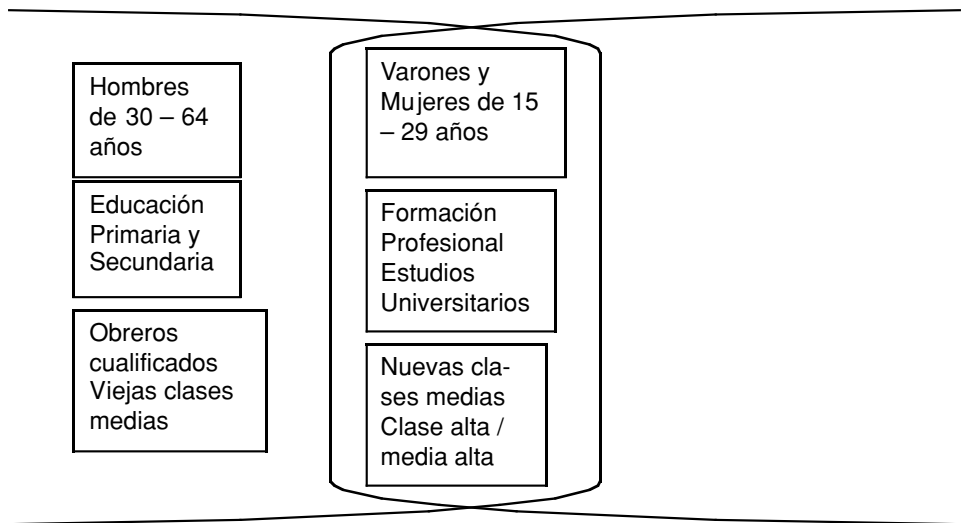 Hombres
de 30 – 64
años
Educación
Primaria y
Secundaria
Obreros
cualificados
Viejas clases
medias
Varones y
Mujeres de 15
– 29 años
Formación
Profesional
Estudios
Universitarios
Nuevas cla-
ses medias
Clase alta /
media alta